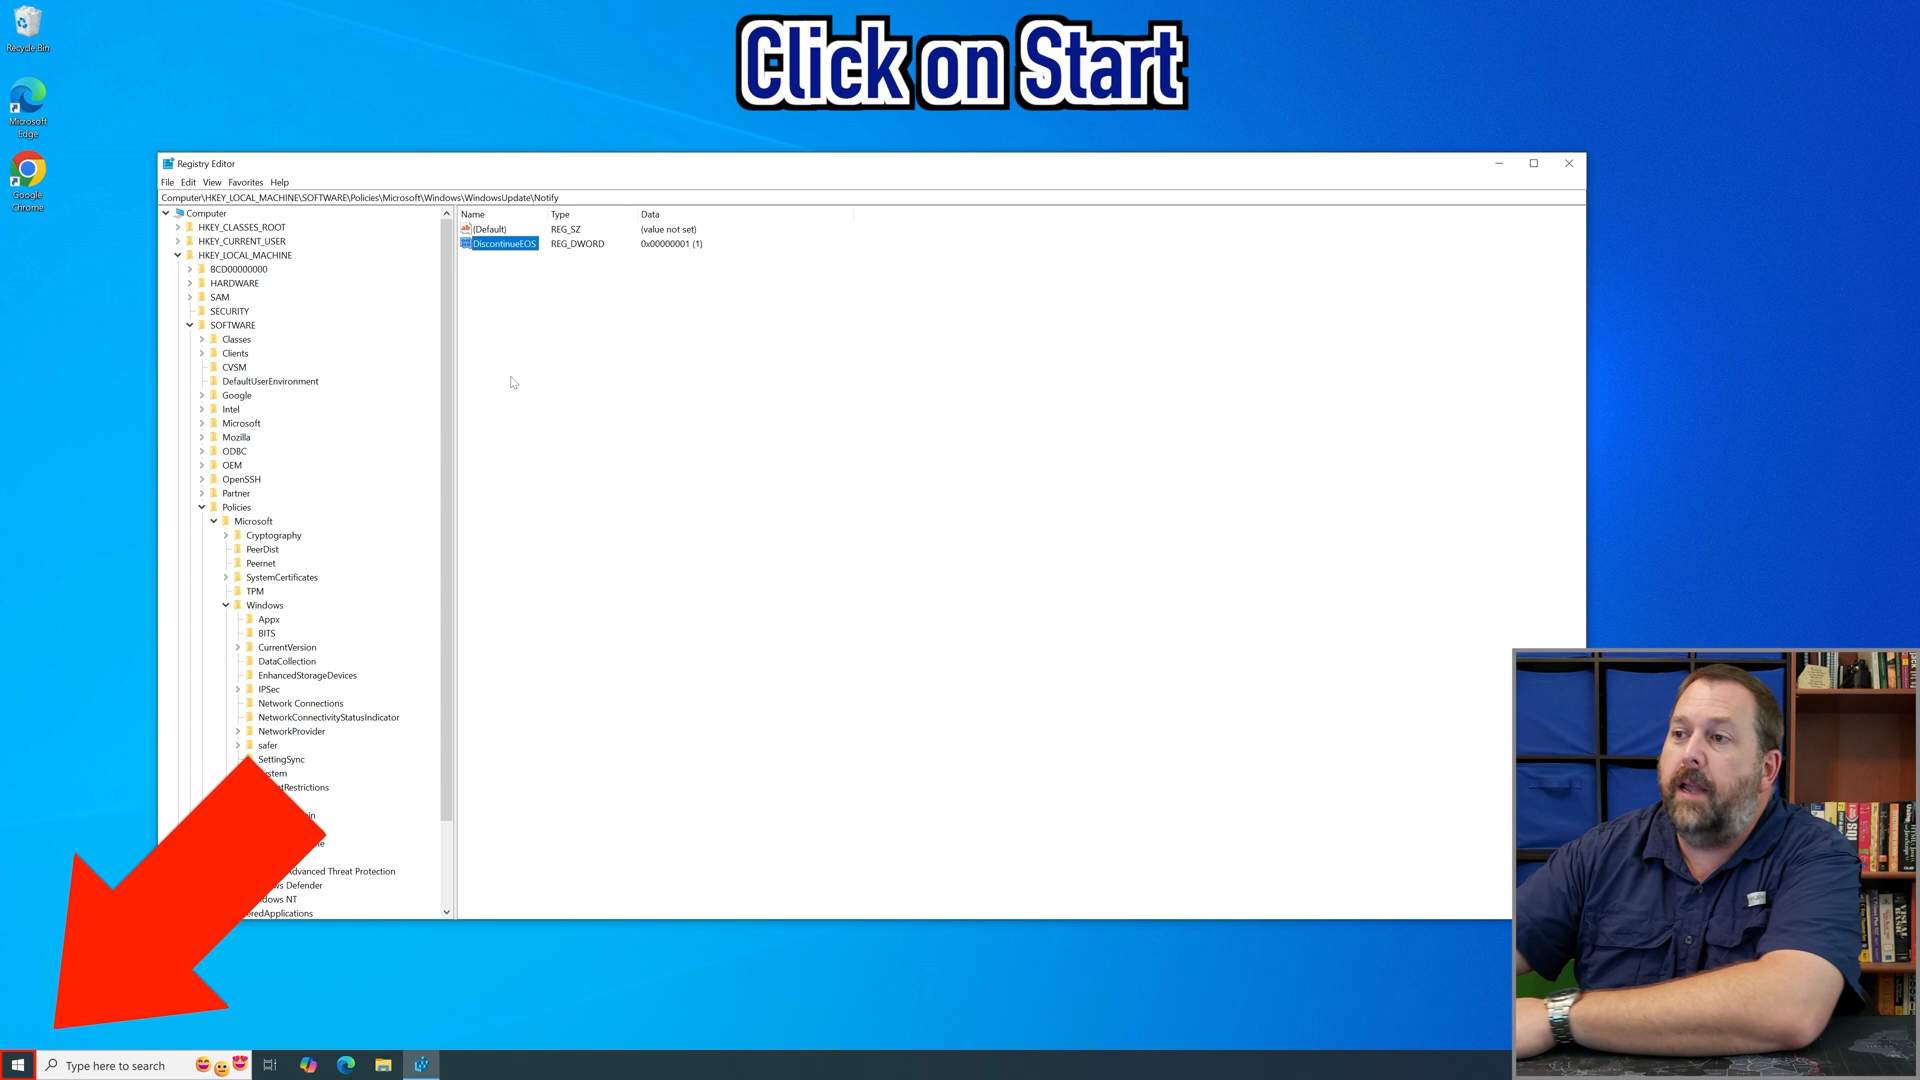 Click on Start
Recycle Bin
Microsoft
Edge
Google
Chrome
Registry Editor
File Edit View Favorites Help
Computer\HKEY_LOCAL_MACHINE\SOFTWARE\Policies\Microsoft\Windows\WindowsUpdate\Notify
Computer
HKEY_CLASSES_ROOT
HKEY_CURRENT_USER
HKEY_LOCAL_MACHINE
BCD00000000
HARDWARE
SAM
SECURITY
SOFTWARE
Classes
Clients
CVSM
DefaultUserEnvironment
Google
Intel
Microsoft
Mozilla
ODBC
OEM
OpenSSH
Partner
Policies
Microsoft
Cryptography
PeerDist
Peernet
SystemCertificates
TPM
Windows
Appx
BITS
CurrentVersion
DataCollection
EnhancedStorageDevices
IPSec
Network Connections
NetworkConnectivityStatusIndicator
NetworkProvider
safer
SettingSync
Advanced Threat Protection
Defender
NT
Name Type Data
(Default) REG_SZ (value not set)
DiscontinueEOS REG_DWORD 0x00000001 (1)
Type here to search